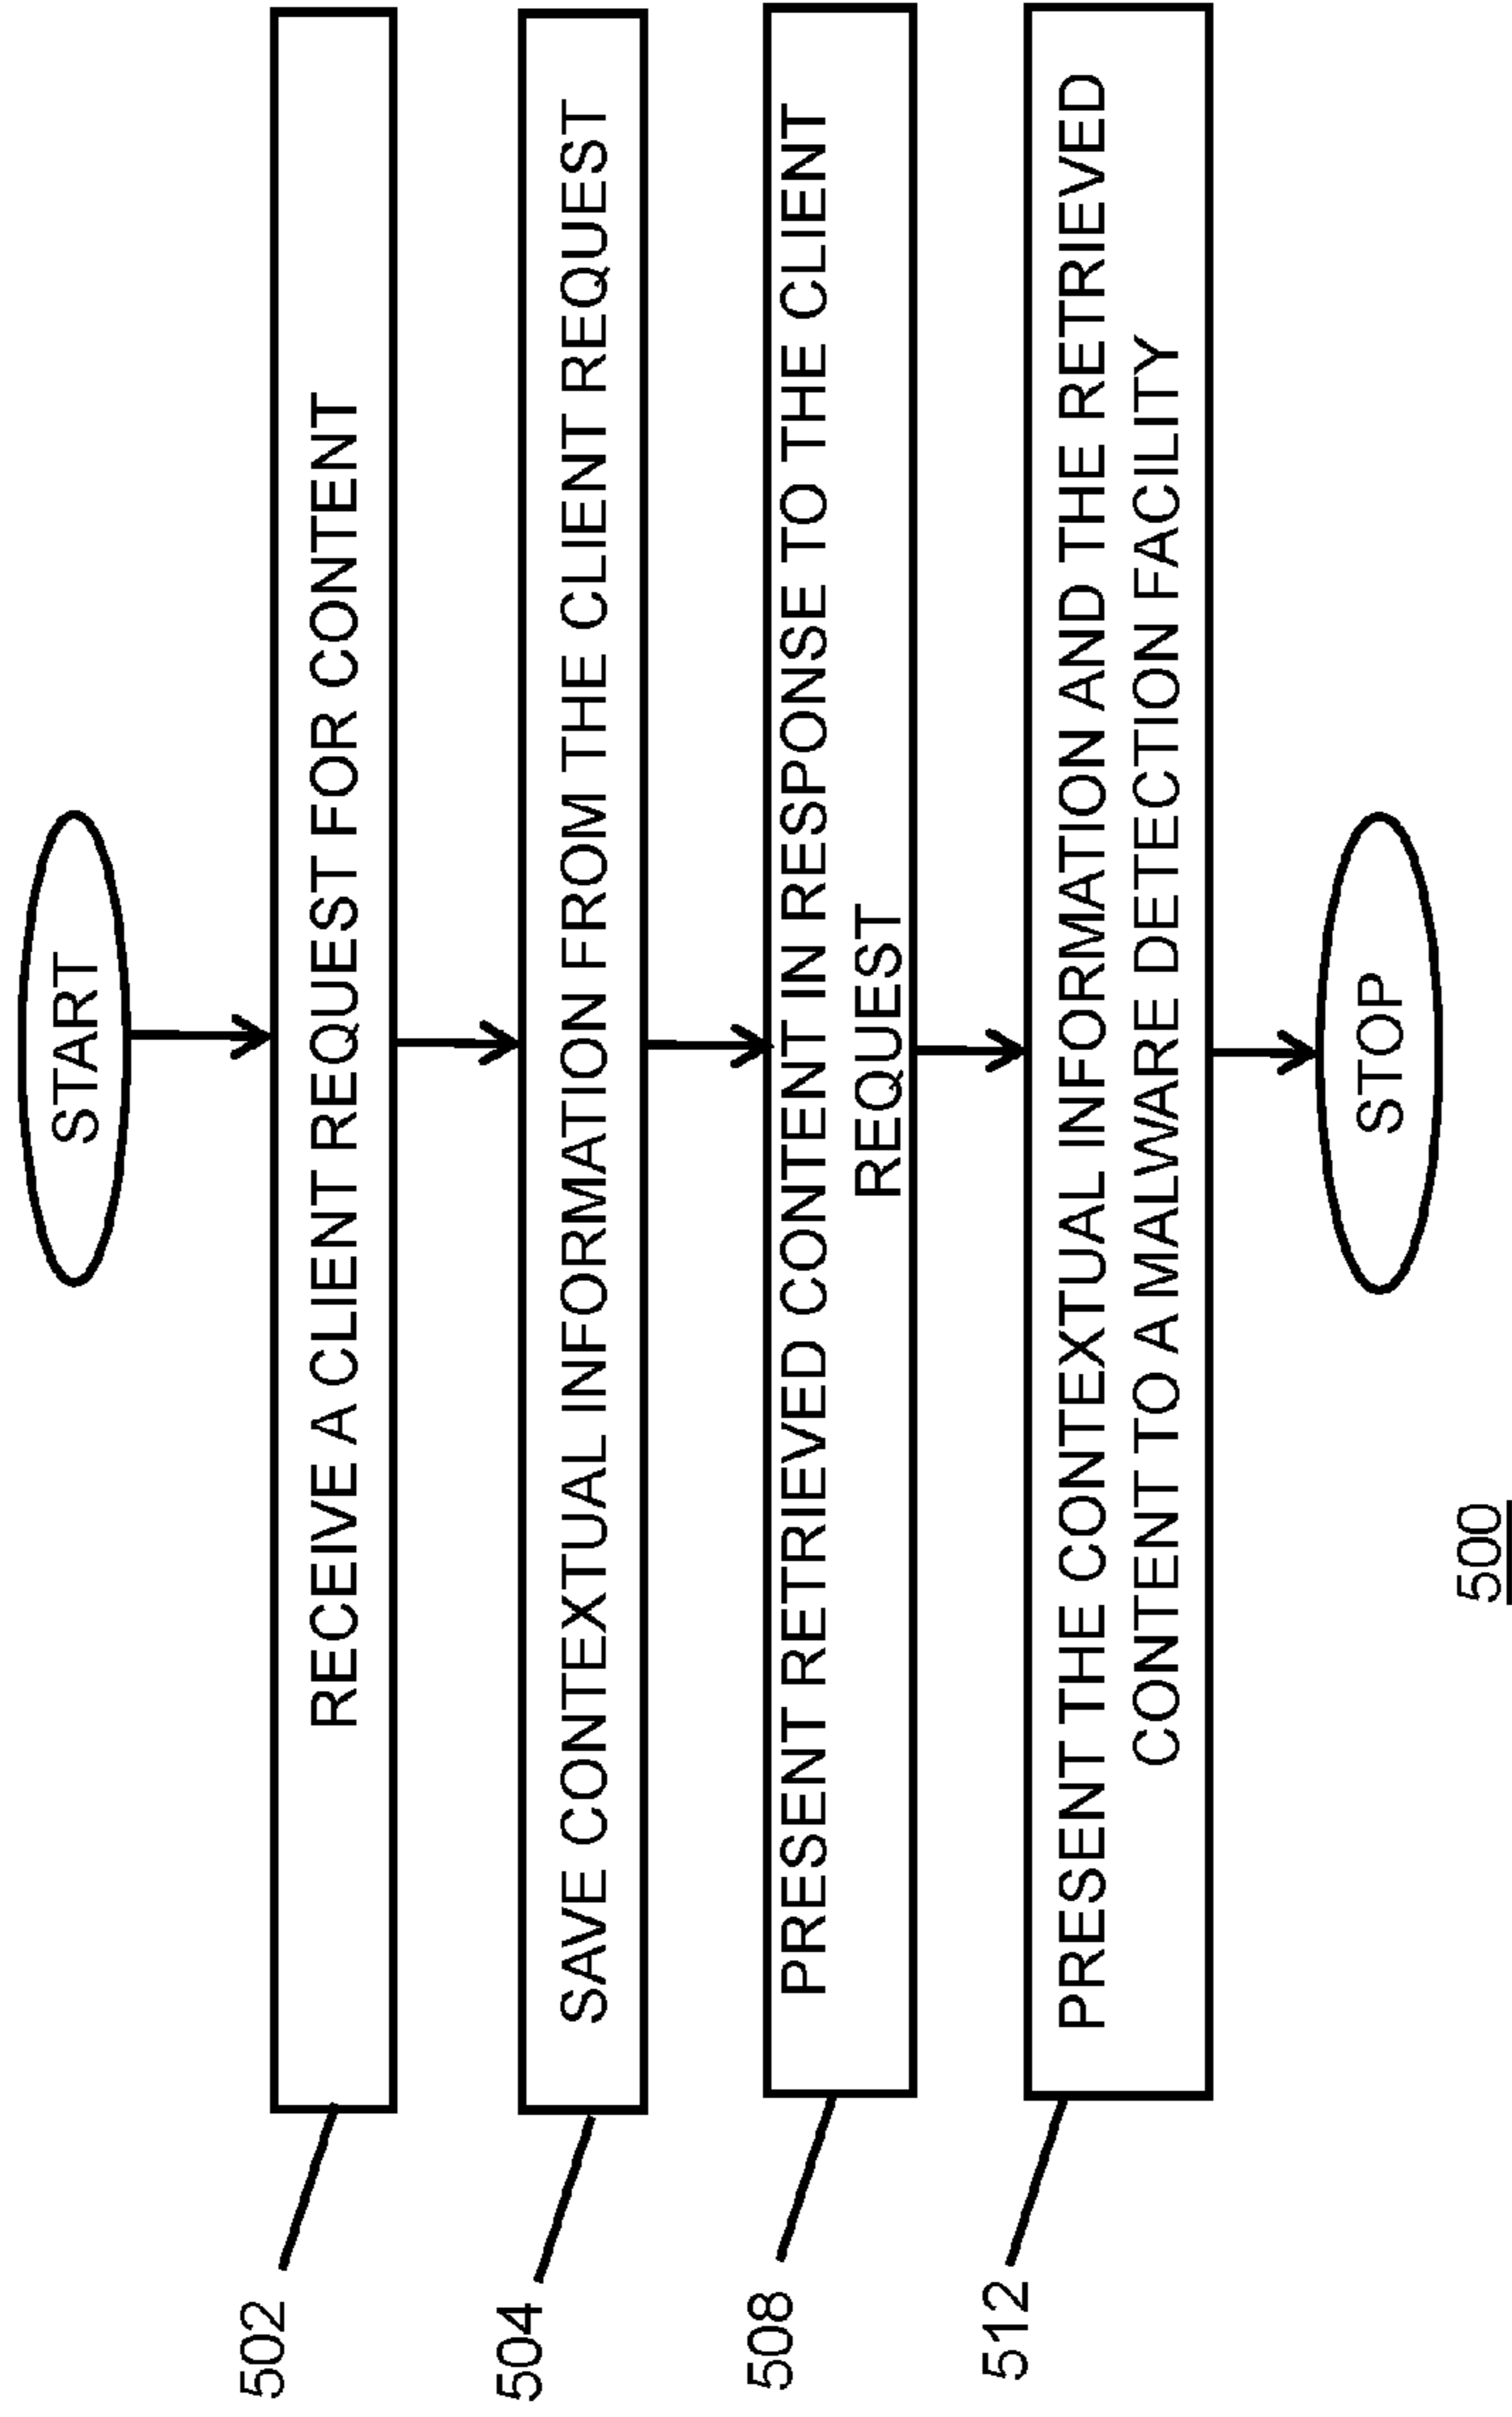 START
502
RECEIVE A CLIENT REQUEST FOR CONTENT
504
SAVE CONTEXTUAL INFORMATION FROM THE CLIENT REQUEST
508
PRESENT RETRIEVED CONTENT IN RESPONSE TO THE CLIENT
REQUEST
512
PRESENT THE CONTEXTUAL INFORMATION AND THE RETRIEVED
CONTENT TO A MALWARE DETECTION FACILITY
STOP
500